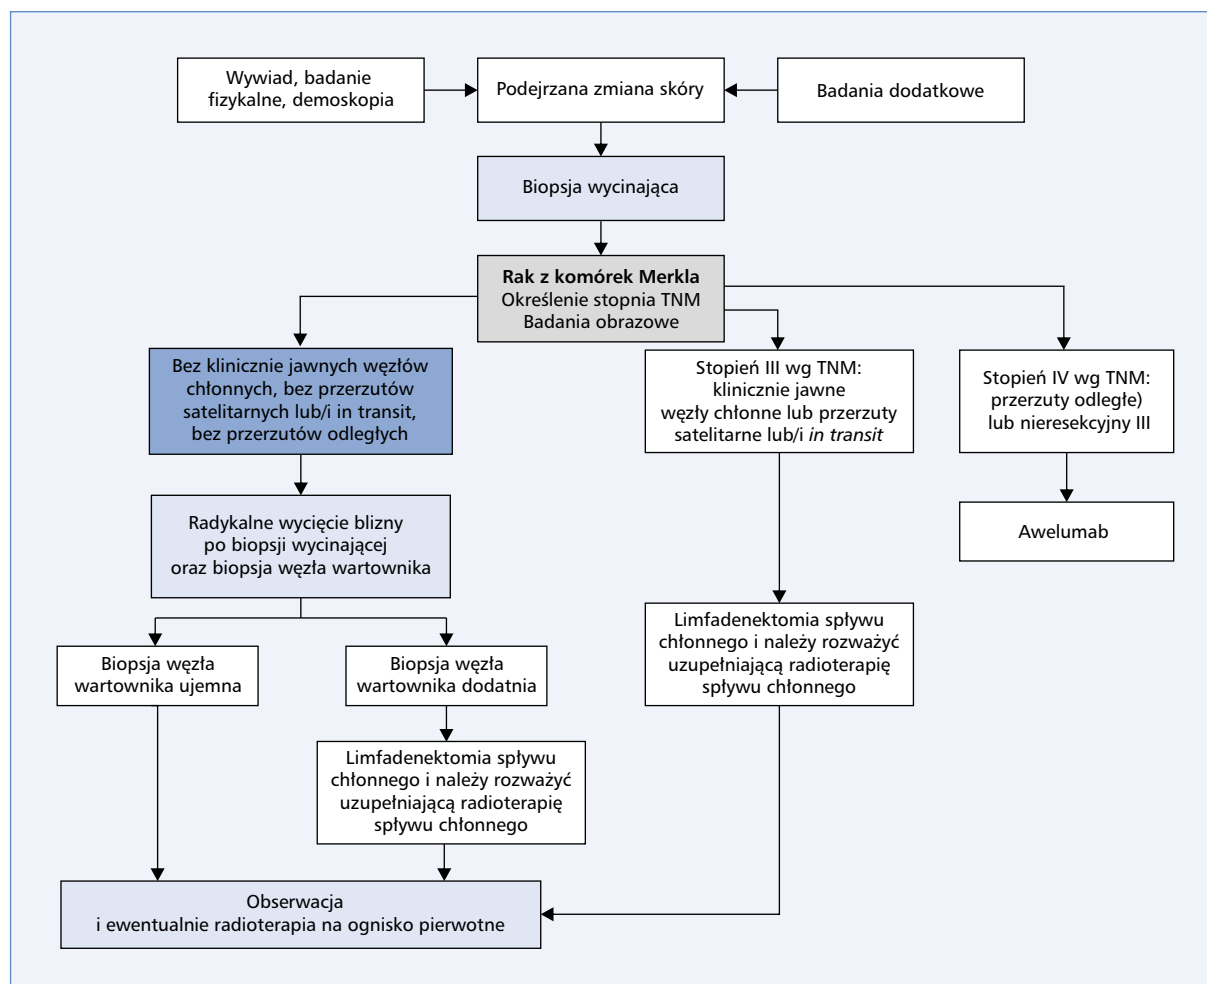 Wywiad, badanie
fizykalne, demoskopia
Podejrzana zmiana skóry
Badania dodatkowe
Biopsja wycinająca
Rak z komórek Merkla
Określenie stopnia TNM
Badania obrazowe
Bez klinicznie jawnych węzłów
chłonnych, bez przerzutów
satelitarnych lub/i in transit,
bez przerzutów odległych
Stopień III wg TNM:
klinicznie jawne
węzły chłonne lub przerzuty
satelitarne lub/i in transit
Stopień IV wg TNM:
przerzuty odległe)
lub nieresekcyjny III
Radykalne wycięcie blizny
po biopsji wycinającej
oraz biopsja węzła wartownika
Awelumab
Biopsja węzła
wartownika ujemna
Biopsja węzła
wartownika dodatnia
Limfadenektomia spływu
chłonnego i należy rozważyć
uzupełniającą radioterapię
spływu chłonnego
Limfadenektomia spływu
chłonnego i należy rozważyć
uzupełniającą radioterapię
spływu chłonnego
Obserwacja
i ewentualnie radioterapia na ognisko pierwotne